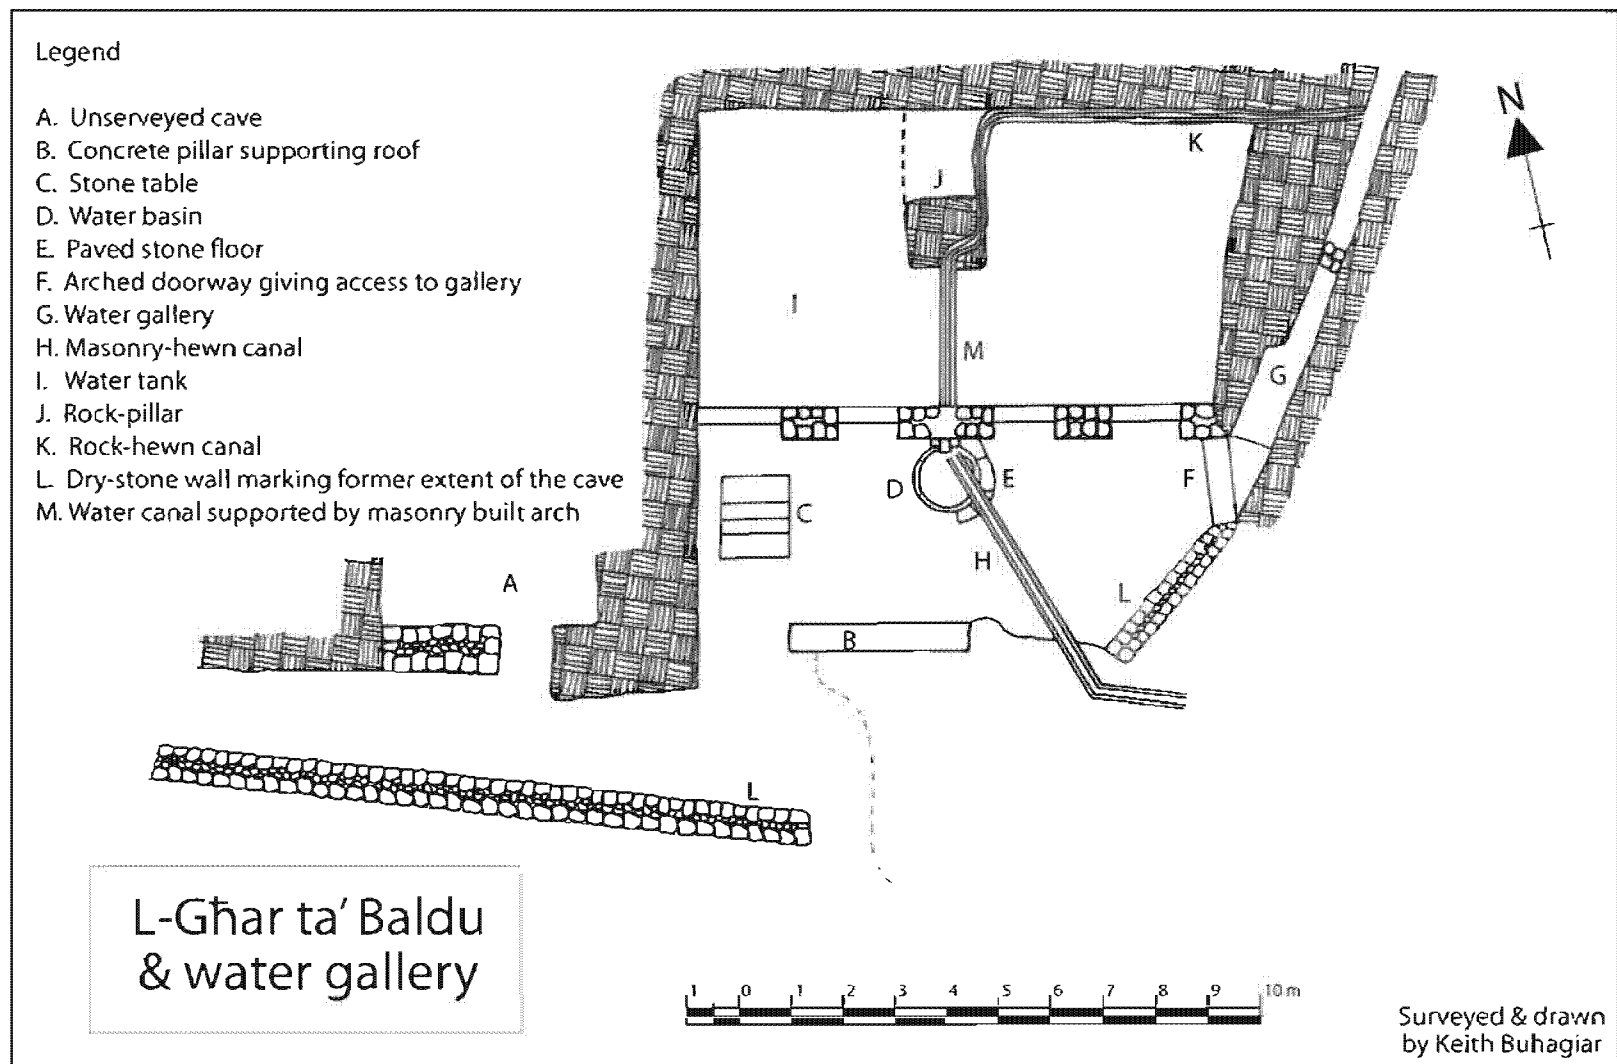 Legend
A. Unserveyed cave
B. Concrete pillar supporting roof
C. Stone table
D. Water basin
E. Paved stone floor
F. Arched doorway giving access to gallery
G. Water gallery
H. Masonry-hewn canal
I. Water tank
J. Rock-pillar
K. Rock-hewn canal
L. Dry-stone wall marking former extent of the cave
M. Water canal supported by masonry built arch
N
K
J
I
M
G
D
E
F
C
H
A
L
B
L
L-Għar ta' Baldu
& water gallery
1 0 1 2 3 4 5 6 7 8 9 10 m
Surveyed & drawn
by Keith Buhagiar